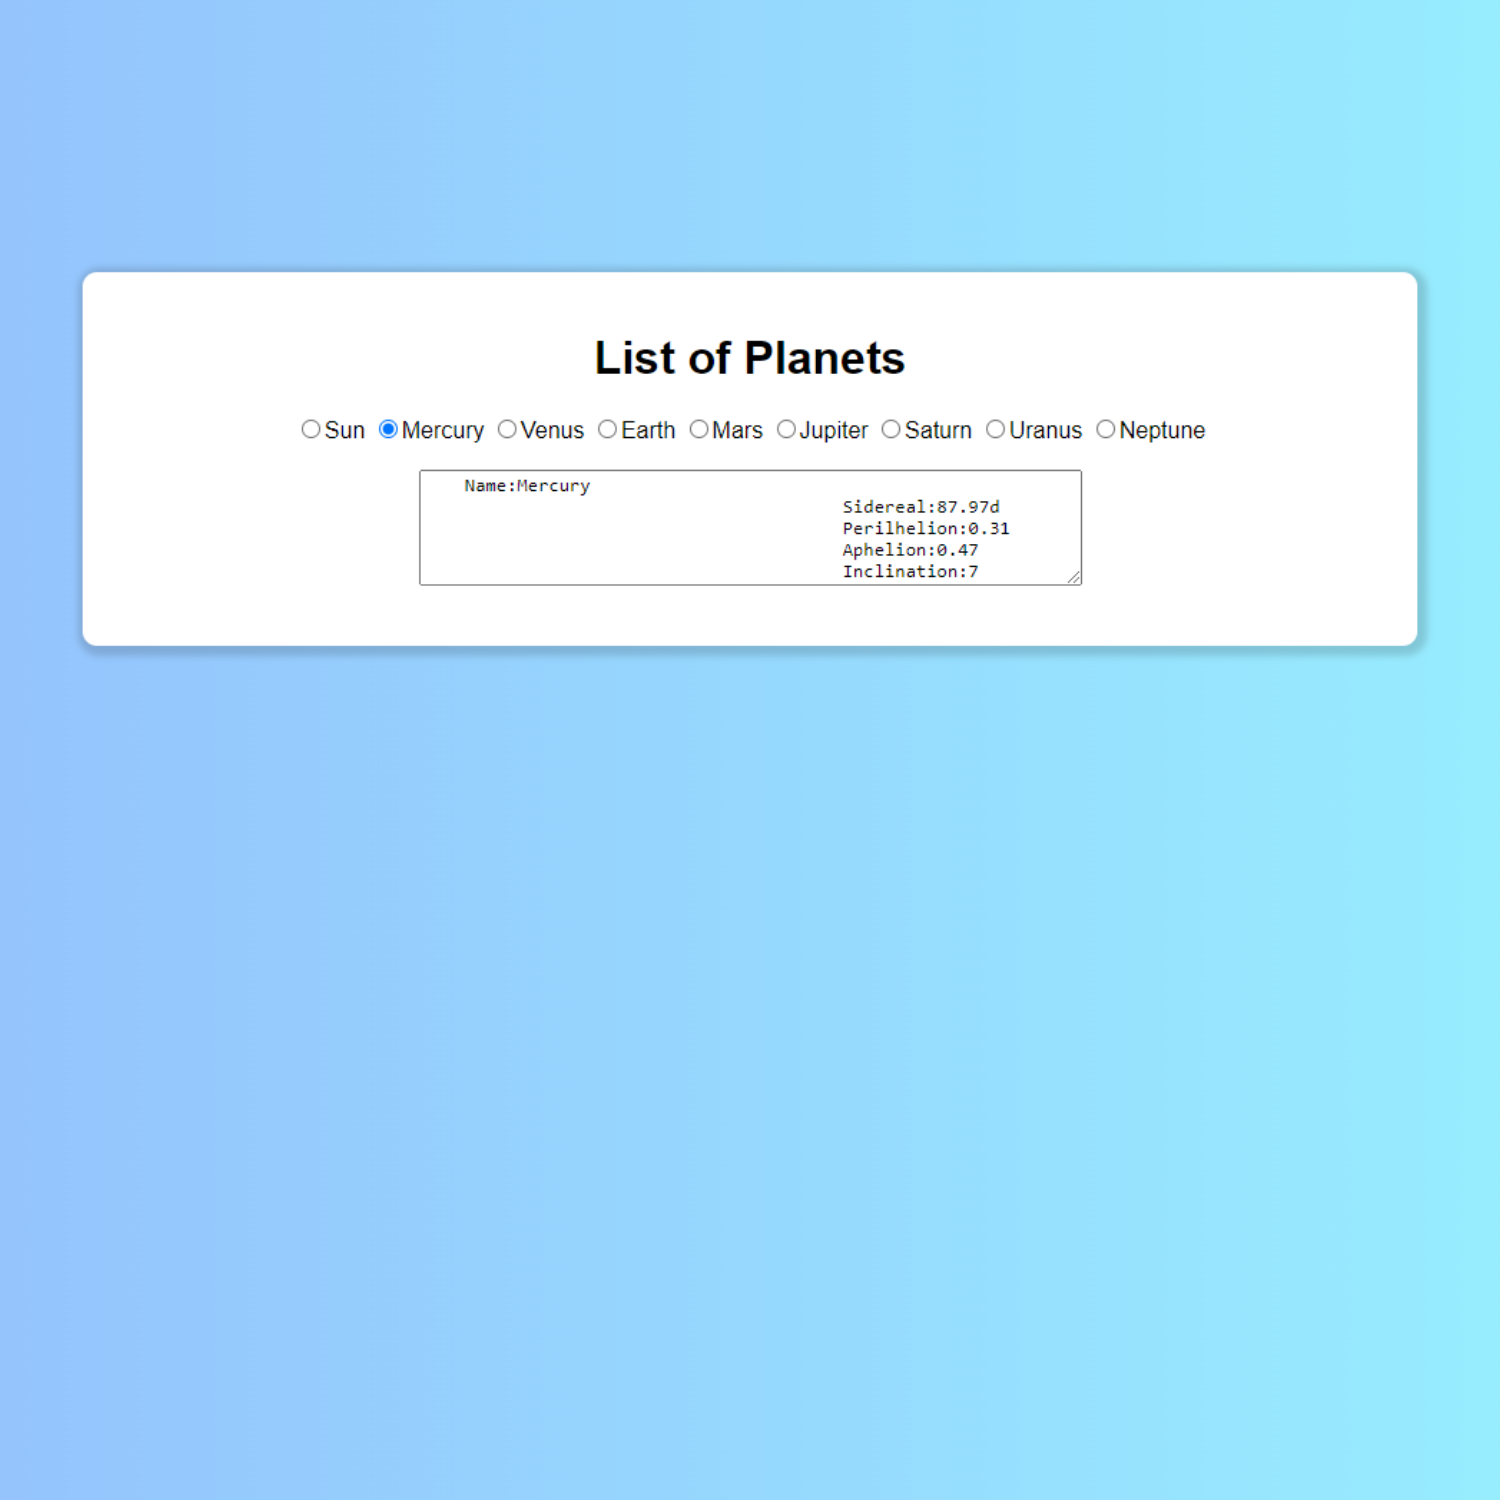 List of Planets
Sun Mercury Venus Earth Mars Jupiter Saturn Uranus Neptune
Name:Mercury
Sidereal:87.97d
Perilhelion:0.31
Aphelion:0.47
Inclination:7